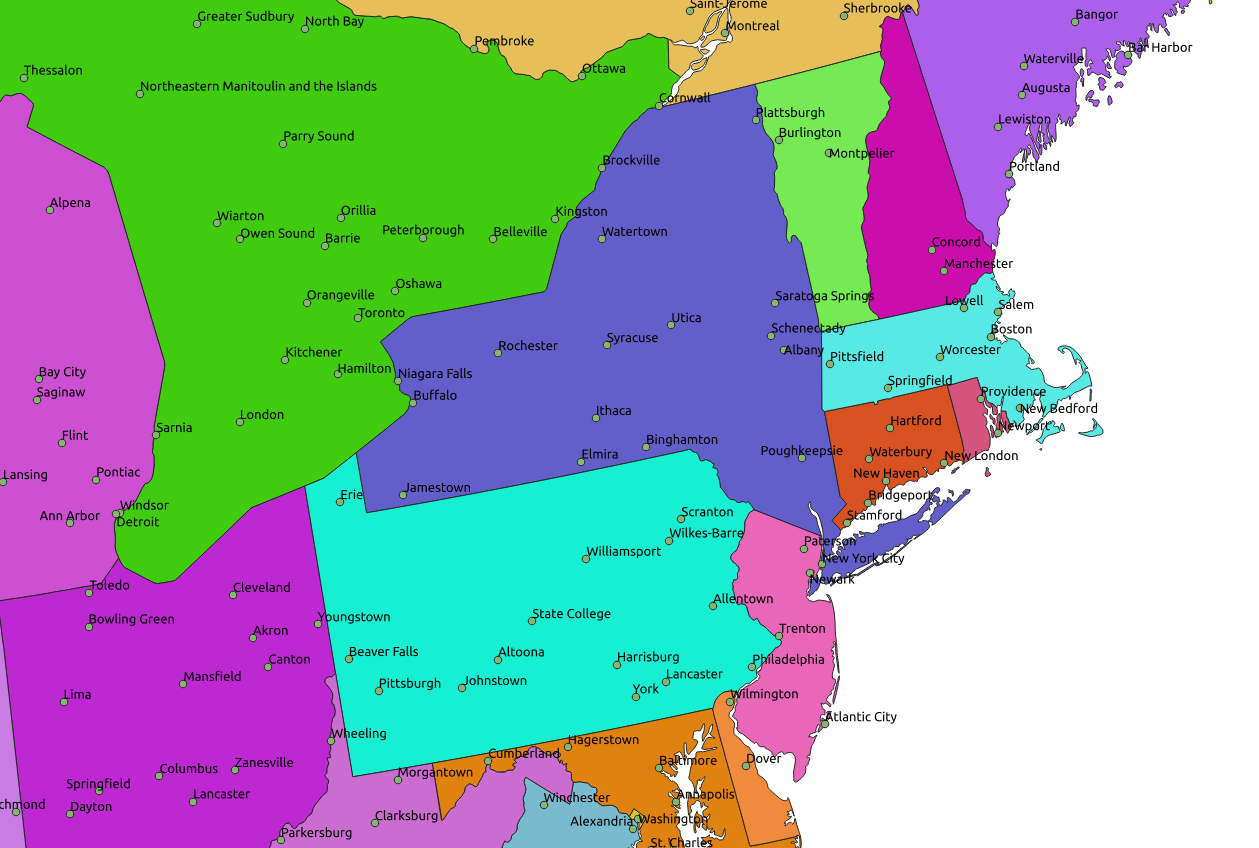 Saint-Jerome
Sherbrooke
Greater Sudbury
North Bay
Bangor
Montreal
Pembroke
Bar Harbor
Waterville
Thessalon
Ottawa
Northeastern Manitoulin and the Islands
Augusta
Cornwall
Plattsburgh
Lewiston
Parry Sound
Burlington
Montpelier
Brockville
Portland
Alpena
Wiarton
Orillia
Kingston
Owen Sound
Barrie
Peterborough
Belleville
Watertown
Concord
Manchester
Oshawa
Orangeville
Saratoga Springs
Lowell
Salem
Toronto
Utica
Schenectady
Boston
Rochester
Syracuse
Albany
Pittsfield
Worcester
Kitchener
Hamilton
Niagara Falls
Bay City
Springfield
Saginaw
Buffalo
Providence
New Bedford
London
Ithaca
Hartford
Newport
Sarnia
Flint
Binghamton
Elmira
Poughkeepsie
Waterbury
New London
Lansing
Pontiac
New Haven
Jamestown
Erie
Bridgeport
Windsor
Ann Arbor
Detroit
Scranton
Stamford
Wilkes-Barre
Paterson
Williamsport
New York City
Newark
Toledo
Cleveland
Allentown
Bowling Green
Youngstown
State College
Akron
Trenton
Beaver Falls
Altoona
Harrisburg
Philadelphia
Canton
Mansfield
Pittsburgh
Johnstown
Lancaster
York
Lima
Wilmington
Atlantic City
Wheeling
Hagerstown
Cumberland
Columbus
Zanesville
Morgantown
Baltimore
Dover
Springfield
Lancaster
Winchester
Annapolis
chmond
Dayton
Clarksburg
Alexandria
Washington
Parkersburg
St. Charles